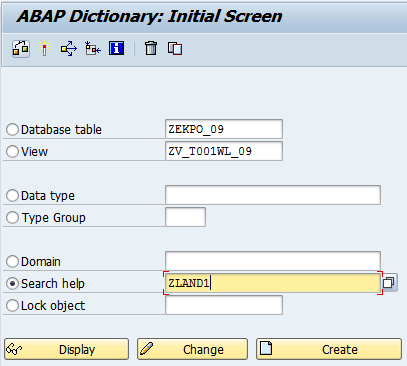 ABAP Dictionary: Initial Screen
Database table ZEKPO_09
View ZV_T001WL_09
Data type
Type Group
Domain
Search help ZLAND1
Lock object
Display Change Create